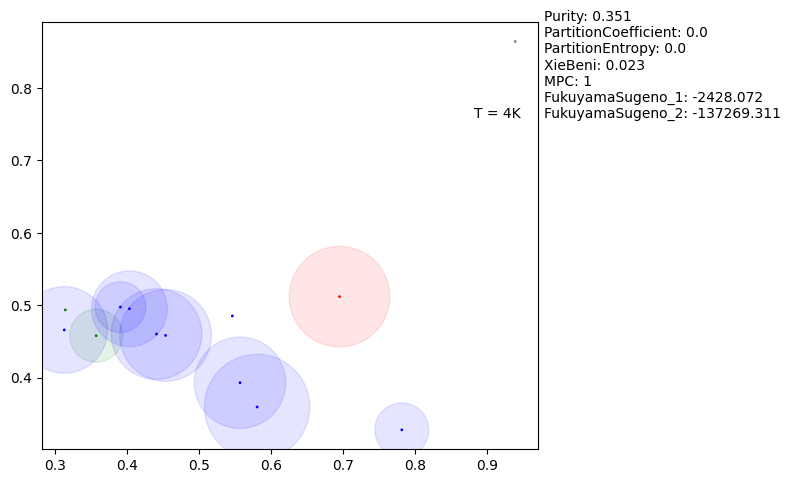 Purity: 0.351
PartitionCoefficient: 0.0
PartitionEntropy: 0.0
XieBeni: 0.023
MPC: 1
FukuyamaSugeno_1: -2428.072
FukuyamaSugeno_2: -137269.311
T = 4K
0.8
0.7
0.6
0.5
0.4
0.3 0.4 0.5 0.6 0.7 0.8 0.9